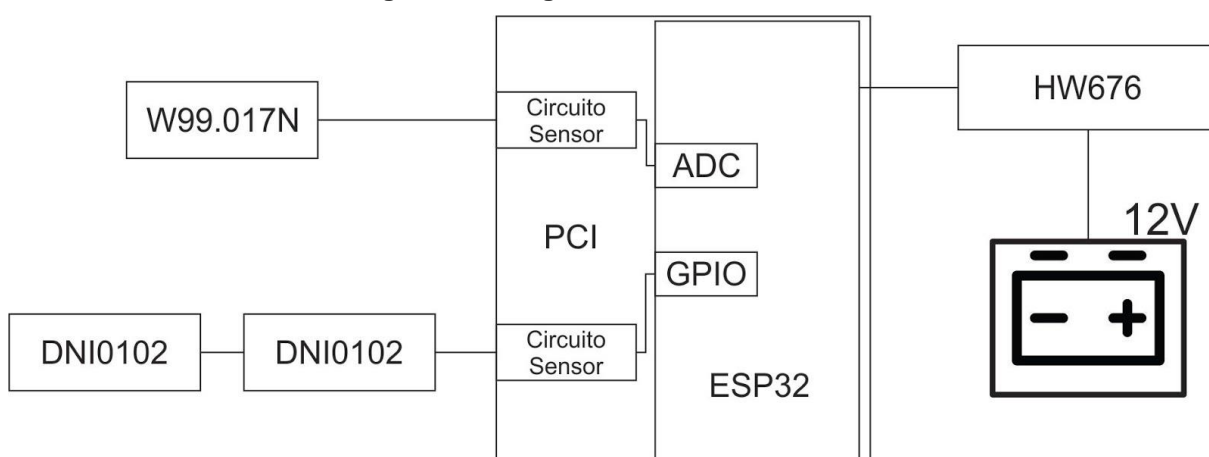 HW676
W99.017N
Circuito
Sensor
ADC
12V
PCI
GPIO
DNI0102
DNI0102
Circuito
Sensor
ESP32